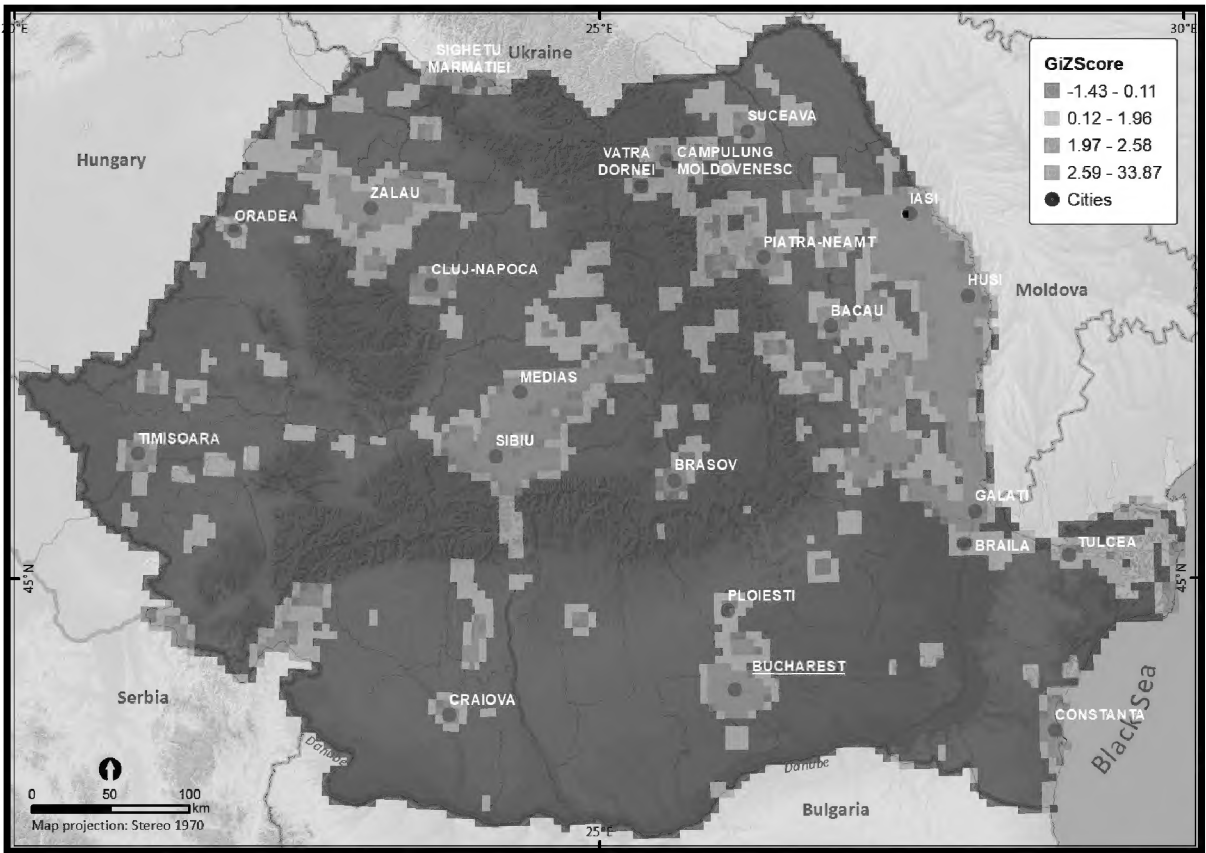 20°E
25°E
30°E
Ukraine
SIGHETU
MARMATIEI
GiZScore
-1.43 - 0.11
0.12 - 1.96
1.97 - 2.58
2.59 - 33.87
Cities
SUCEAVA
Hungary
VATRA
DORNEI
CAMPULUNG
MOLDOVENESC
ZALAU
IASI
ORADEA
PIATRA-NEAMT
CLUJ-NAPOCA
HUSI
Moldova
BACAU
MEDIAS
TIMISOARA
SIBIU
BRASOV
GALATI
BRAILA
TULCEA
45°N
45°N
PLOIESTI
BUCHAREST
Serbia
CRAIOVA
CONSTANTA
Black Sea
Danube
Danube
0 50 100
km
Map projection: Stereo 1970
Bulgaria
25°E